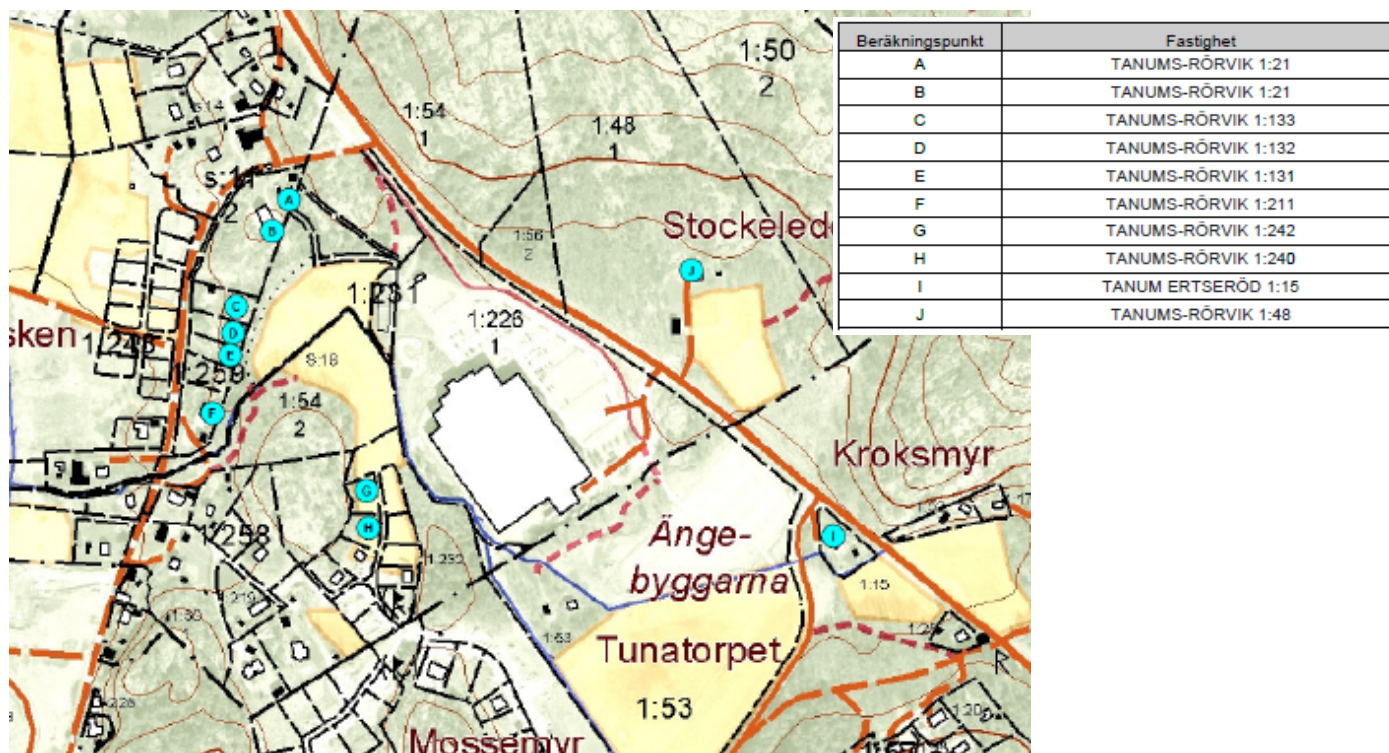 Beräkningspunkt Fastighet
A TANUMS-RÖRVIK 1:21
B TANUMS-RÖRVIK 1:21
C TANUMS-RÖRVIK 1:133
D TANUMS-RÖRVIK 1:132
E TANUMS-RÖRVIK 1:131
F TANUMS-RÖRVIK 1:211
G TANUMS-RÖRVIK 1:242
H TANUMS-RÖRVIK 1:240
I TANUM ERTSERÖD 1:15
J TANUMS-RÖRVIK 1:48
1:50
2
1:54
1
1:48
1
s:11
2
A
B
Stockeled
1:56
2
J
1:231
1:226
1
C
D
E
sken
S:18
F
1:54
2
Kroksmyr
G
H
1:258
1:232
I
Änge-
byggarna
1:15
1:53
Tunatorpet
1:53
Mossemyr